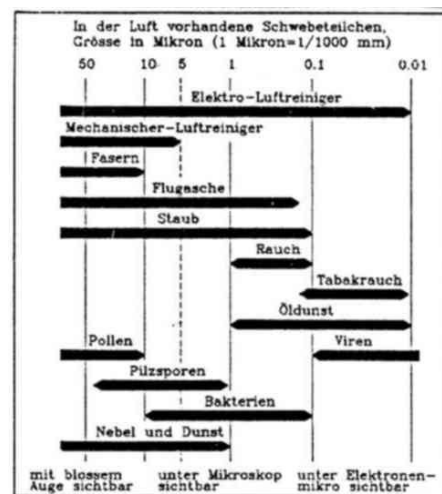 In der Luft vorhandene Schwebeteilchen,
Grösse in Mikron (1 Mikron=1/1000 mm)
50 10 5 1 0.1 0.01
Elektro-Luftreiniger
Mechanischer-Luftreiniger
Fasern
Flugasche
Staub
Rauch
Tabakrauch
Öldunst
Pollen Viren
Pilzsporen
Bakterien
Nebel und Dunst
mit blossem unter Mikroskop unter Elektronen-
Auge sichtbar sichtbar mikro sichtbar